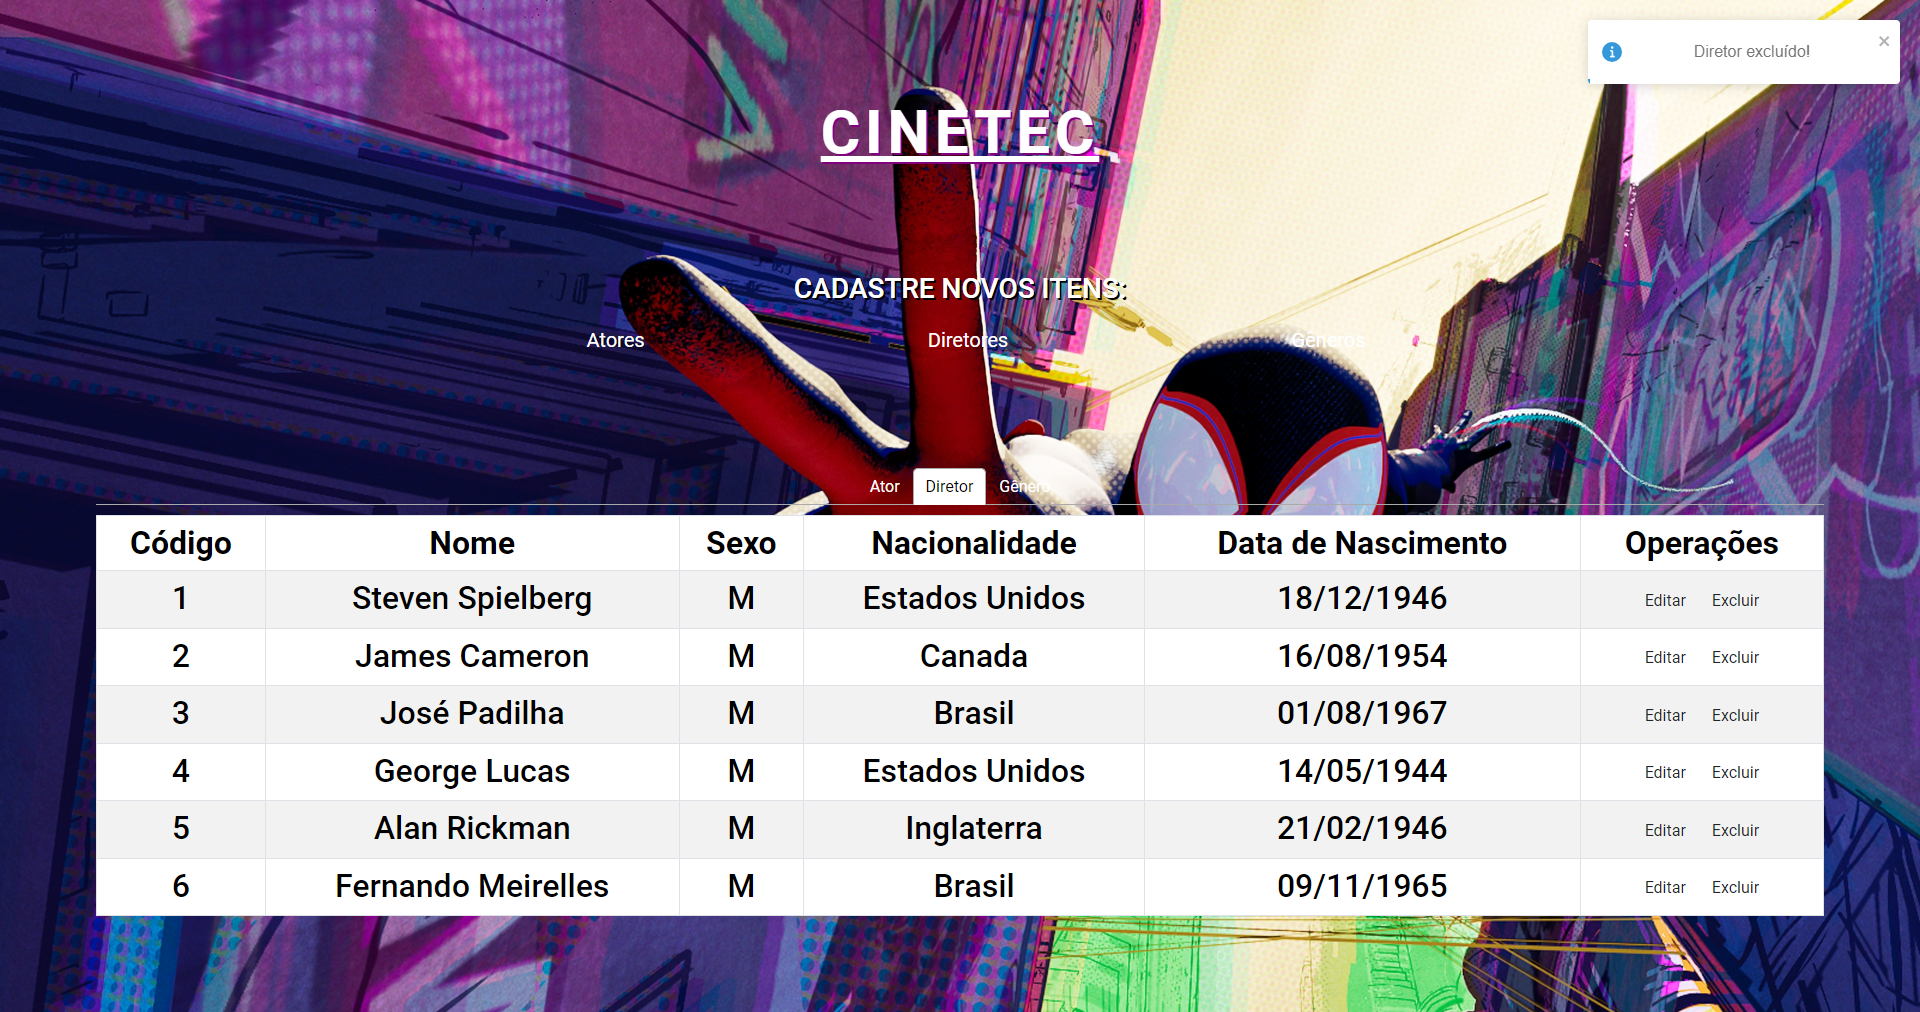 Diretor excluído!
CINETEC
CADASTRE NOVOS ITENS:
Atores Diretores Gêneros
Ator Diretor Gênero
Código Nome Sexo Nacionalidade Data de Nascimento Operações
1 Steven Spielberg M Estados Unidos 18/12/1946 Editar Excluir
2 James Cameron M Canada 16/08/1954 Editar Excluir
3 José Padilha M Brasil 01/08/1967 Editar Excluir
4 George Lucas M Estados Unidos 14/05/1944 Editar Excluir
5 Alan Rickman M Inglaterra 21/02/1946 Editar Excluir
6 Fernando Meirelles M Brasil 09/11/1965 Editar Excluir